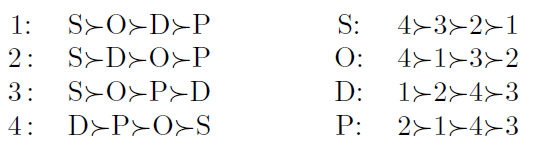 1: S≻O≻D≻P S: 4≻3≻2≻1
2: S≻D≻O≻P O: 4≻1≻3≻2
3: S≻O≻P≻D D: 1≻2≻4≻3
4: D≻P≻O≻S P: 2≻1≻4≻3